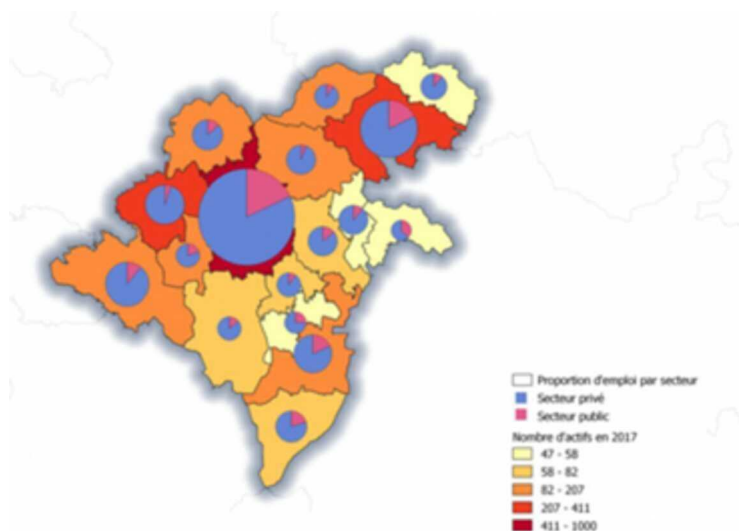 Proportion d'emploi par secteur
Secteur privé
Secteur public
Nombre d'actifs en 2017
47 - 58
58 - 82
82 - 207
207 - 411
411 - 1000